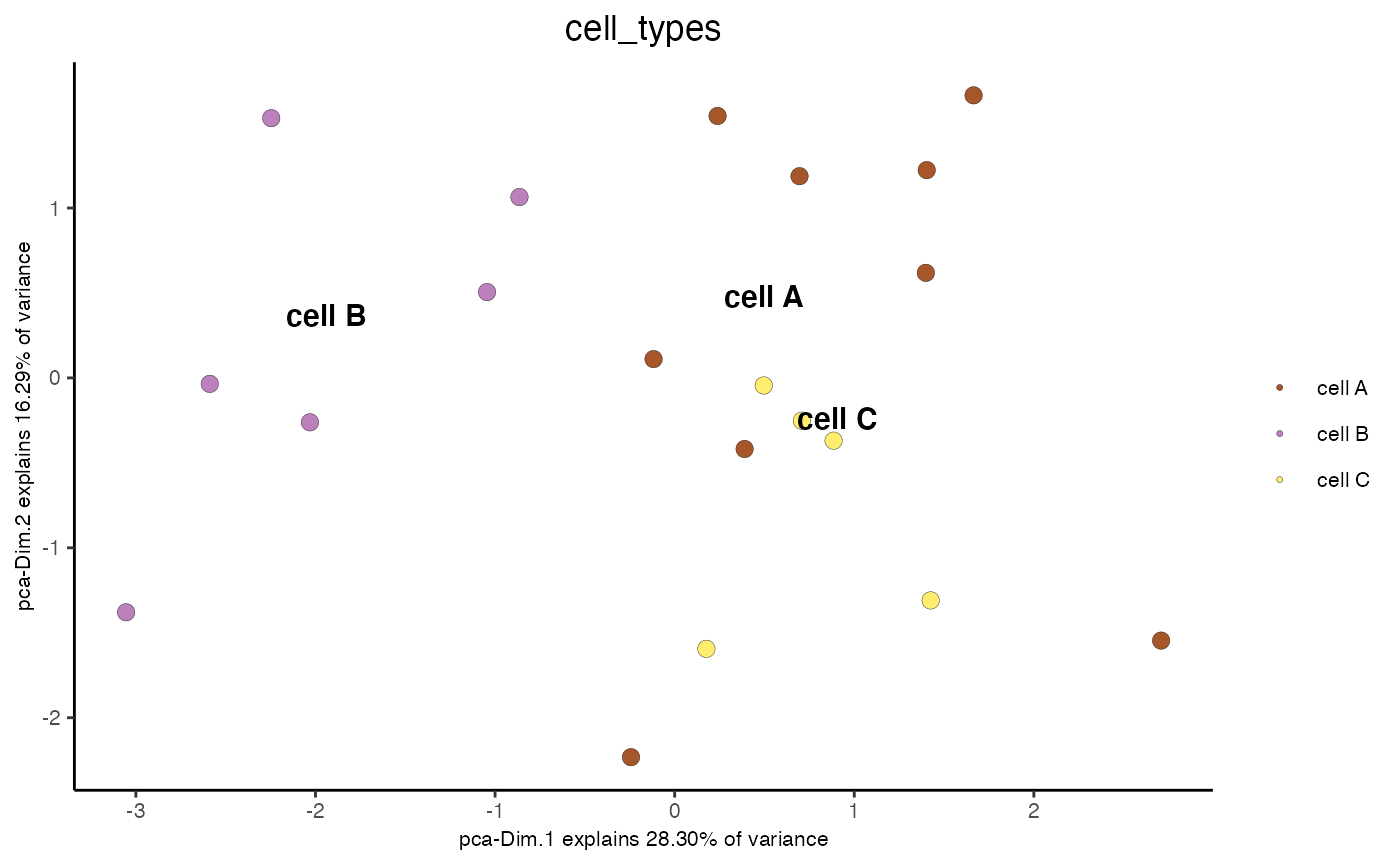 cell_types
pca-Dim.2 explains 16.29% of variance
1
0
-1
-2
cell B
cell A
cell C
cell A
cell B
cell C
-3
-2
-1
0
1
2
pca-Dim.1 explains 28.30% of variance